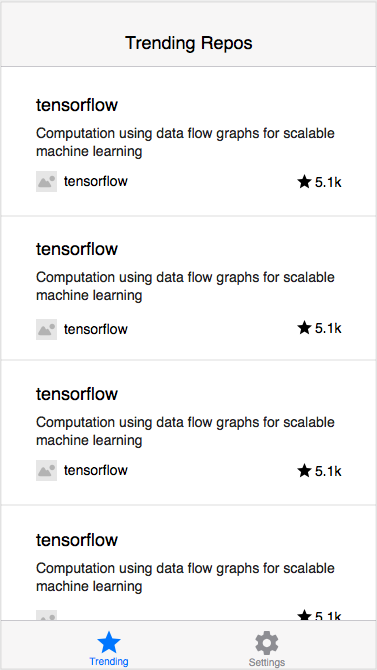 Trending Repos
tensorflow
Computation using data flow graphs for scalable
machine learning
tensorflow 5.1k
tensorflow
Computation using data flow graphs for scalable
machine learning
tensorflow 5.1k
tensorflow
Computation using data flow graphs for scalable
machine learning
tensorflow 5.1k
tensorflow
Computation using data flow graphs for scalable
machine learning
5.1k
Trending Settings